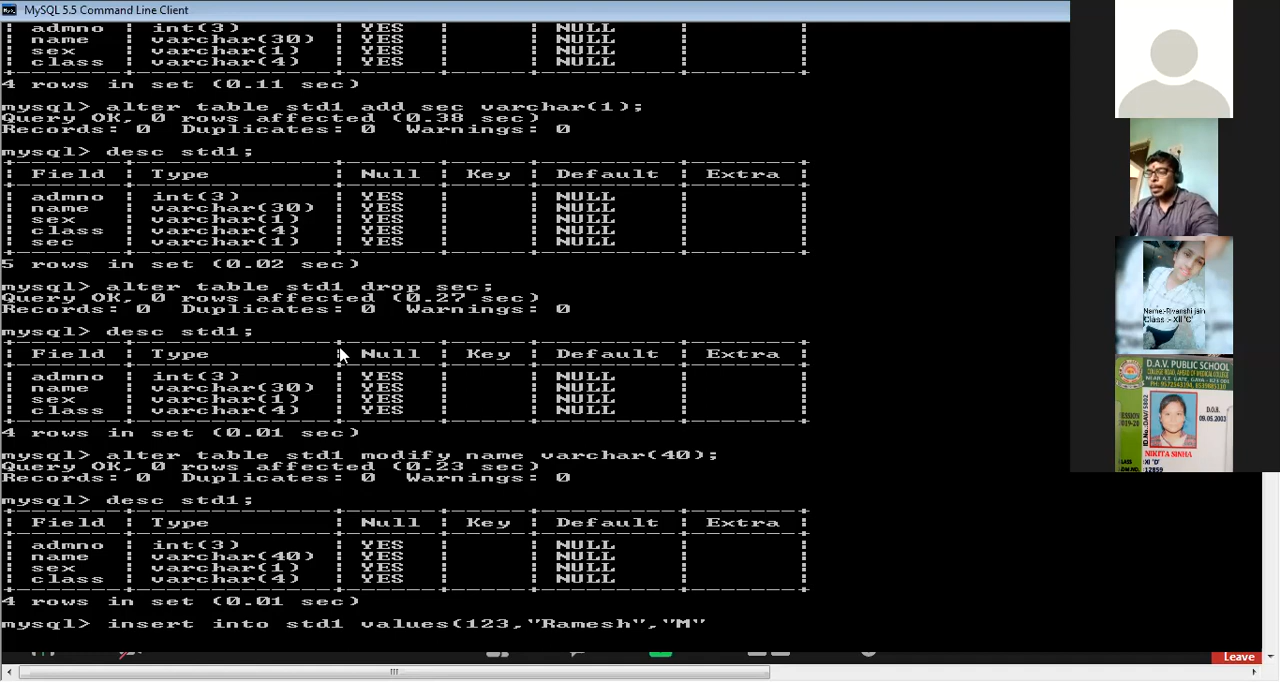 MySQL 5.5 Command Line Client
| admno | int(3) | YES | | NULL | |
| name | varchar(30) | YES | | NULL | |
| sex | varchar(1) | YES | | NULL | |
| class | varchar(4) | YES | | NULL | |
4 rows in set (0.11 sec)
mysql> alter table std1 add sec varchar(1);
Query OK, 0 rows affected (0.38 sec)
Records: 0 Duplicates: 0 Warnings: 0
mysql> desc std1;
| Field | Type | Null | Key | Default | Extra |
| admno | int(3) | YES | | NULL | |
| name | varchar(30) | YES | | NULL | |
| sex | varchar(1) | YES | | NULL | |
| class | varchar(4) | YES | | NULL | |
| sec | varchar(1) | YES | | NULL | |
5 rows in set (0.02 sec)
mysql> alter table std1 drop sec;
Query OK, 0 rows affected (0.27 sec)
Records: 0 Duplicates: 0 Warnings: 0
mysql> desc std1;
| Field | Type | Null | Key | Default | Extra |
| admno | int(3) | YES | | NULL | |
| name | varchar(30) | YES | | NULL | |
| sex | varchar(1) | YES | | NULL | |
| class | varchar(4) | YES | | NULL | |
4 rows in set (0.01 sec)
mysql> alter table std1 modify name varchar(40);
Query OK, 0 rows affected (0.23 sec)
Records: 0 Duplicates: 0 Warnings: 0
mysql> desc std1;
| Field | Type | Null | Key | Default | Extra |
| admno | int(3) | YES | | NULL | |
| name | varchar(40) | YES | | NULL | |
| sex | varchar(1) | YES | | NULL | |
| class | varchar(4) | YES | | NULL | |
4 rows in set (0.01 sec)
mysql> insert into std1 values(123,"Ramesh","M"
Class :- XII 'C'
D.A.V. PUBLIC SCHOOL
D.O.B.
09.05.2003
NIKITA SINHA
XI 'D'
Leave